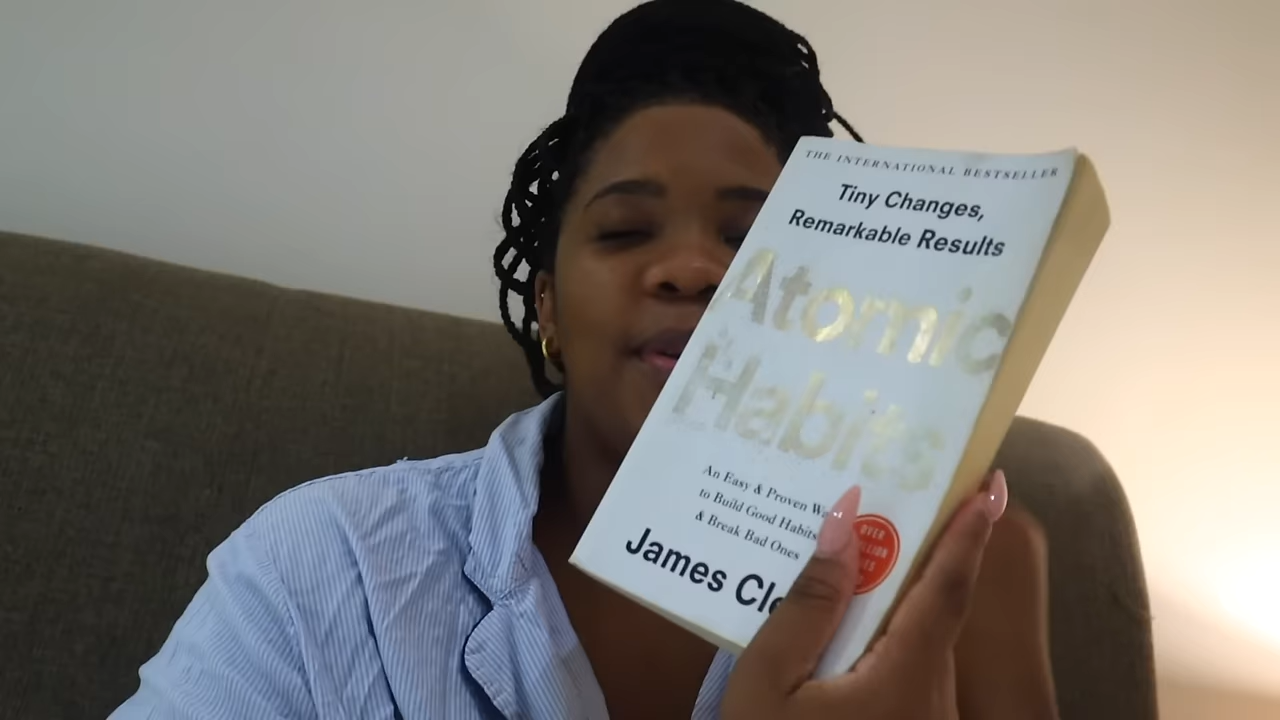 THE INTERNATIONAL BESTSELLER
Tiny Changes,
Remarkable Results
Atomic
Habits
An Easy & Proven
to Build Good Habits
& Break Bad Ones
James
OVER